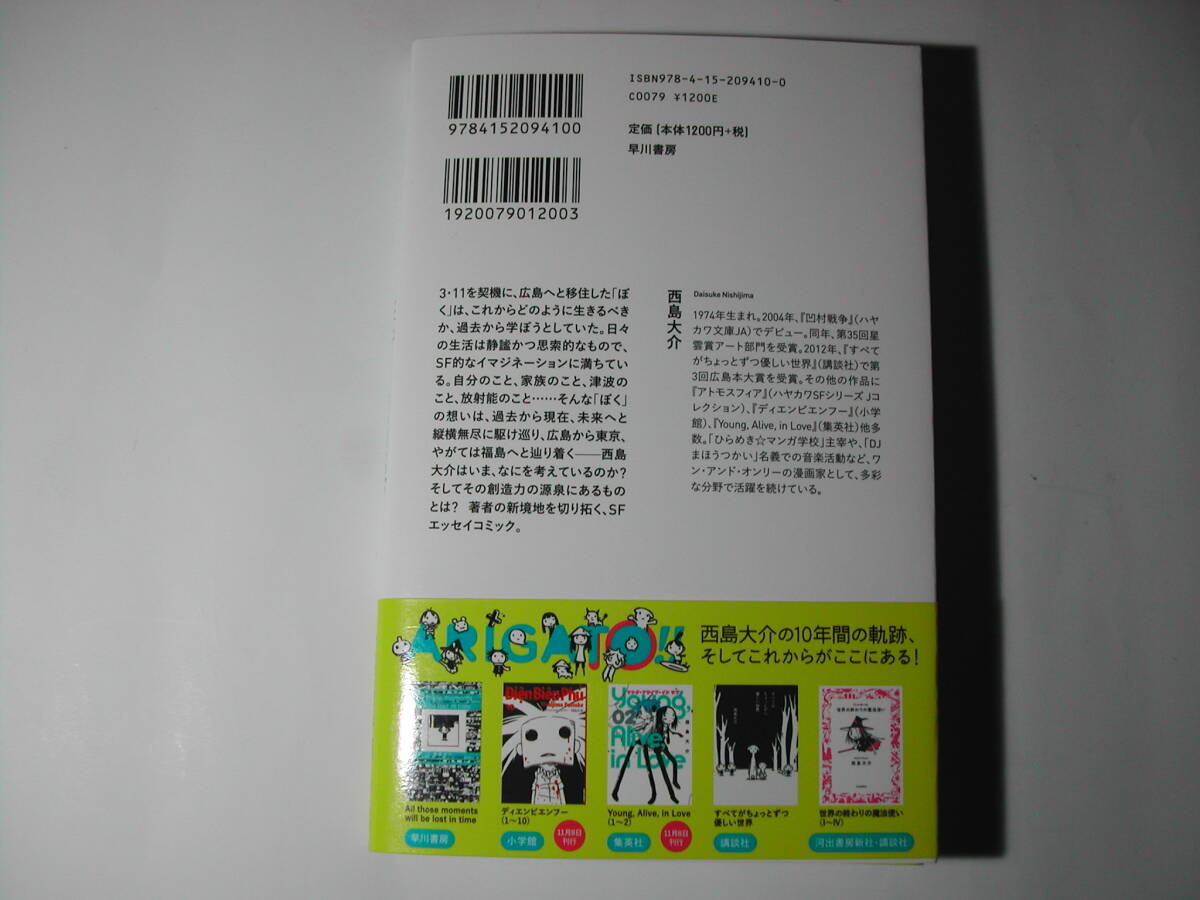 ISBN978-4-15-209410-0
C0079 ¥1200E
9784152094100
定価(本体1200円+税)
早川書房
1920079012003
3・11を契機に、広島へと移住した「ぼ
く」は、これからどのように生きるべき
か、過去から学ぼうとしていた。日々
の生活は静謐かつ思索的なもので、
SF的なイマジネーションに満ちてい
る。自分のこと、家族のこと、津波の
こと、放射能のこと……そんな「ぼく」
の想いは、過去から現在、未来へと
縦横無尽に駆け巡り、広島から東京、
やがては福島へと辿り着く――西島
大介はいま、なにを考えているのか?
そしてその創造力の源泉にあるもの
とは? 著者の新境地を切り拓く、SF
エッセイコミック。
西島大介
Daisuke Nishijima
1974年生まれ。2004年、『凹村戦争』(ハヤ
カワ文庫JA)でデビュー。同年、第35回星
雲賞アート部門を受賞。2012年、『すべて
がちょっとずつ優しい世界』(講談社)で第
3回広島本大賞を受賞。その他の作品に
『アトモスフィア』(ハヤカワSFシリーズ Jコ
レクション)、『ディエンビエンフー』(小学
館)、『Young, Alive, in Love』(集英社)他多
数。「ひらめき☆マンガ学校」主宰や、「DJ
まほうつかい」名義での音楽活動など、ワ
ン・アンド・オンリーの漫画家として、多彩
な分野で活躍を続けている。
ARIGATO!!
西島大介の10年間の軌跡、
そしてこれからがここにある!
Điện Biên Phủ
Young,
02
Alive,
in Love
世界の終わりの魔法使い
All those moments
will be lost in time
早川書房
ディエンビエンフー
(1~10)
小学館
11月8日
刊行
Young, Alive, in Love
(1~2)
集英社
11月8日
刊行
すべてがちょっとずつ
優しい世界
講談社
世界の終わりの魔法使い
(I~IV)
河出書房新社・講談社